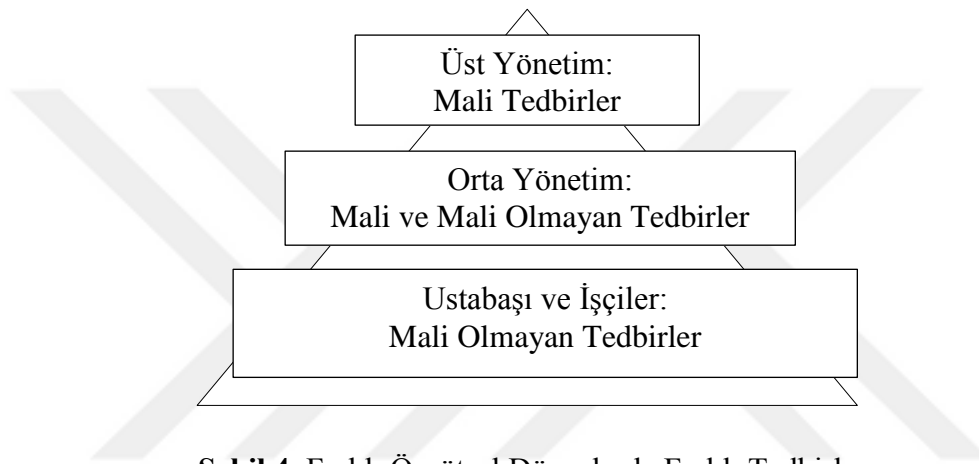 Üst Yönetim:
Mali Tedbirler
Orta Yönetim:
Mali ve Mali Olmayan Tedbirler
Ustabaşı ve İşçiler:
Mali Olmayan Tedbirler
Şekil 4. Farklı Örgütsel Düzeylerde Farklı Tedbirler